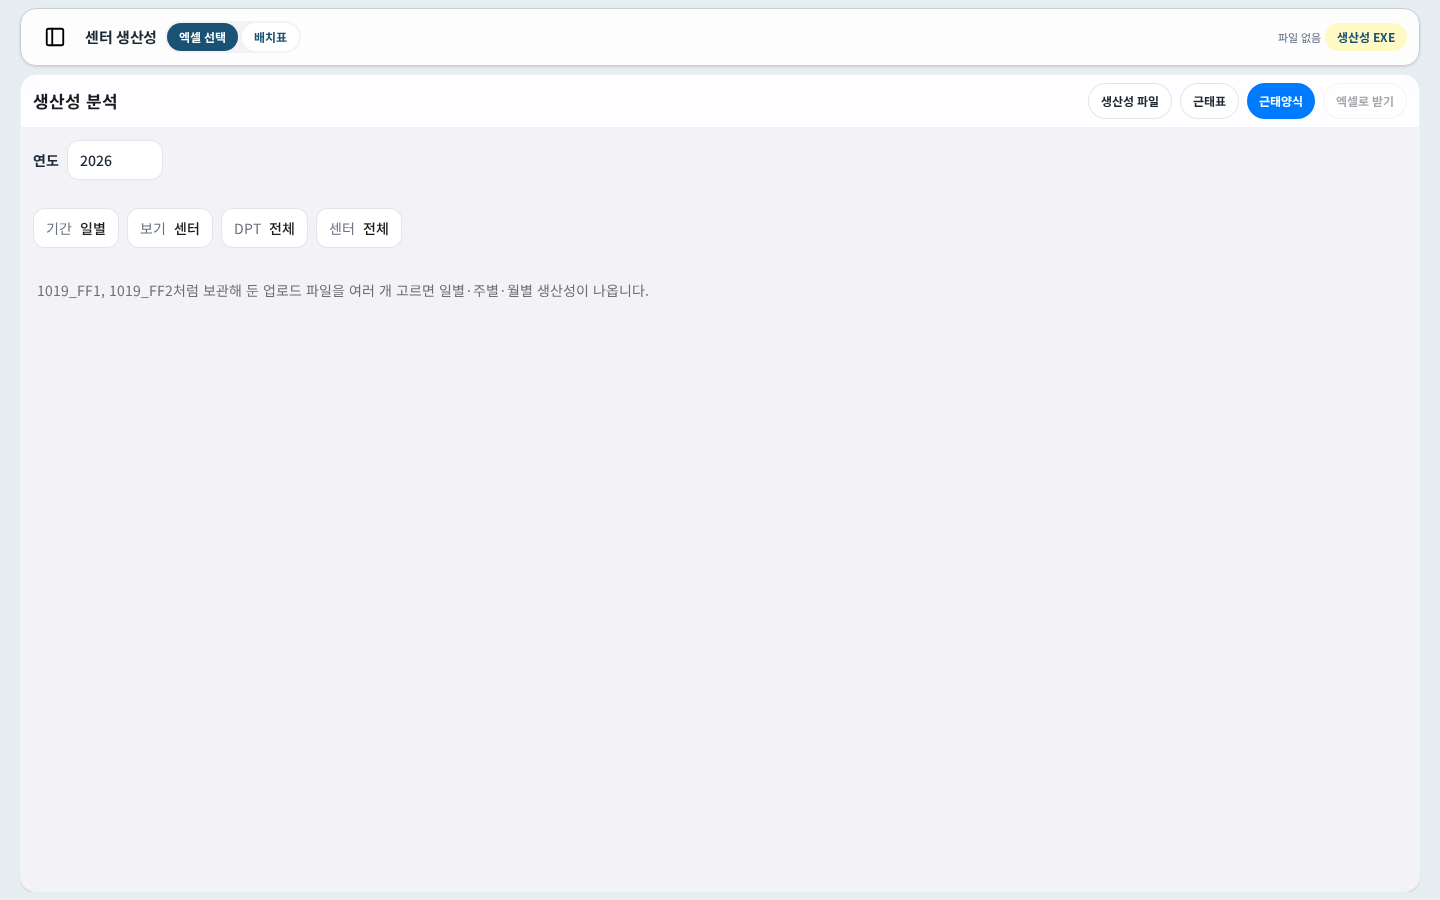 센터 생산성 엑셀 선택 배치표 파일 없음 생산성 EXE
생산성 분석 생산성 파일 근태표 근태양식 엑셀로 받기
연도 2026
기간 일별 보기 센터 DPT 전체 센터 전체
1019_FF1, 1019_FF2처럼 보관해 둔 업로드 파일을 여러 개 고르면 일별·주별·월별 생산성이 나옵니다.